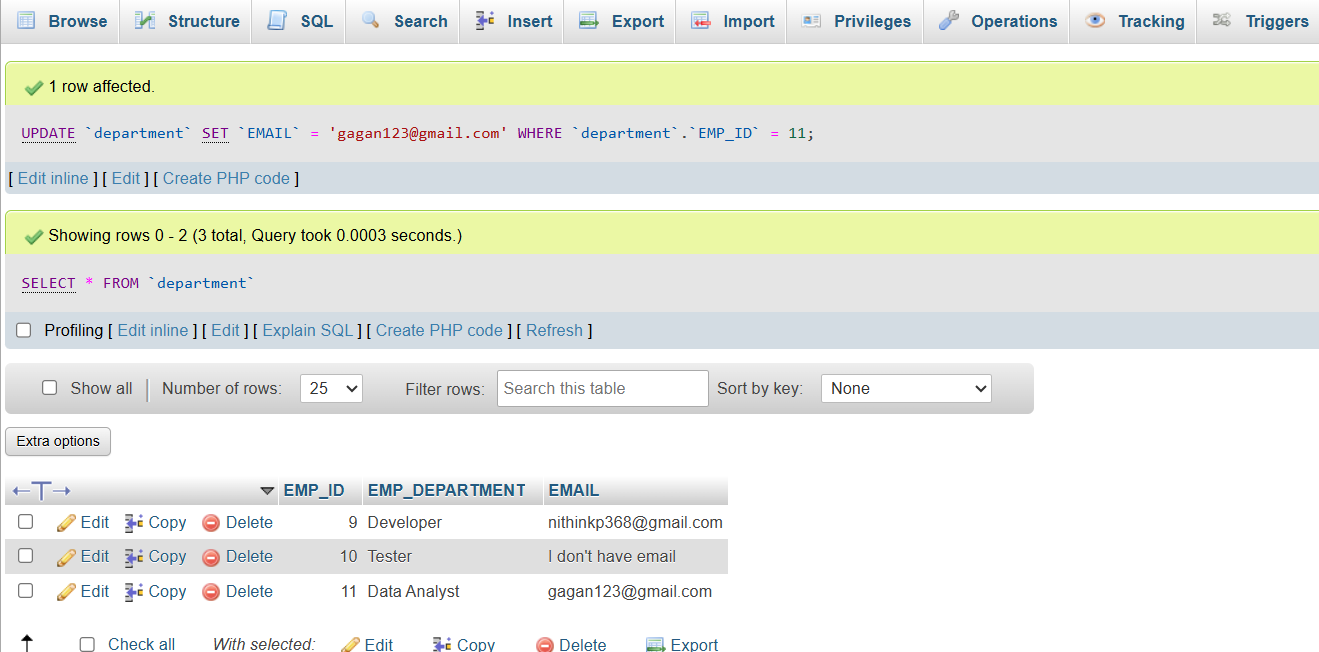 Browse Structure SQL Search Insert Export Import Privileges Operations Tracking Triggers
1 row affected.
UPDATE `department` SET `EMAIL` = 'gagan123@gmail.com' WHERE `department`.`EMP_ID` = 11;
[ Edit inline ] [ Edit ] [ Create PHP code ]
Showing rows 0 - 2 (3 total, Query took 0.0003 seconds.)
SELECT * FROM `department`
Profiling [ Edit inline ] [ Edit ] [ Explain SQL ] [ Create PHP code ] [ Refresh ]
Show all | Number of rows: 25 Filter rows: Search this table Sort by key: None
Extra options
←T→ EMP_ID EMP_DEPARTMENT EMAIL
Edit Copy Delete 9 Developer nithinkp368@gmail.com
Edit Copy Delete 10 Tester I don't have email
Edit Copy Delete 11 Data Analyst gagan123@gmail.com
Check all With selected: Edit Copy Delete Export